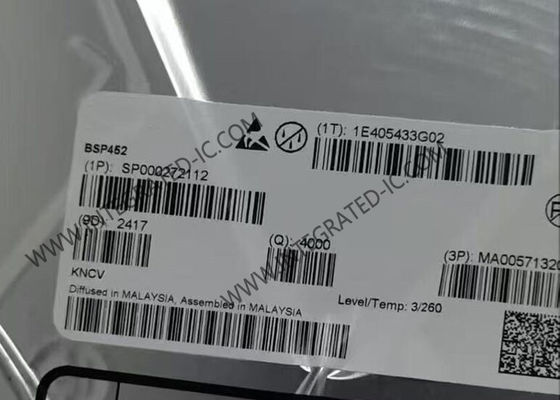 (1T): 1E405433G02
BSP452
(1P): SP000272112
(9D): 2417
(Q): 4000
(3P): MA00571320
KNCV
Diffused in MALAYSIA, Assembled in MALAYSIA
Level/Temp: 3/260
WWW.INTEGRATED-IC.COM
WWW.INTEGRATED-IC.COM